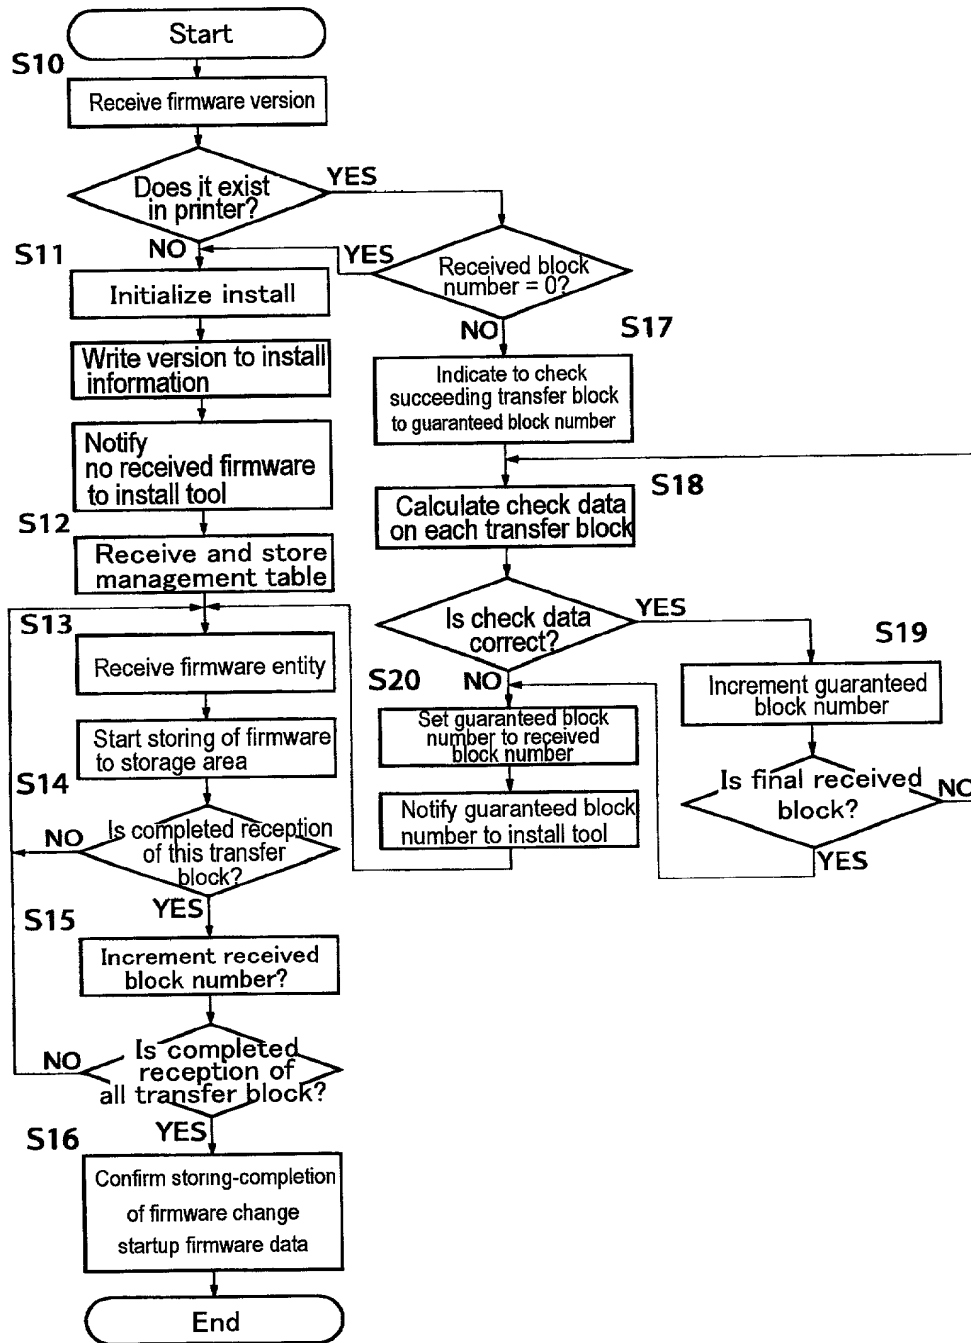 Start
S10
Receive firmware version
Does it exist
in printer?
YES
NO
S11
Initialize install
Write version to install
information
Notify
no received firmware
to install tool
S12
Receive and store
management table
S13
Receive firmware entity
Start storing of firmware
to storage area
S14
NO
Is completed reception
of this transfer
block?
YES
S15
Increment received
block number?
NO
Is completed
reception of
all transfer block?
YES
S16
Confirm storing-completion
of firmware change
startup firmware data
End
YES
Received block
number = 0?
NO
S17
Indicate to check
succeeding transfer block
to guaranteed block number
S18
Calculate check data
on each transfer block
Is check data
correct?
YES
NO
S19
Increment guaranteed
block number
Is final received
block?
NO
YES
S20
Set guaranteed block
number to received
block number
Notify guaranteed block
number to install tool